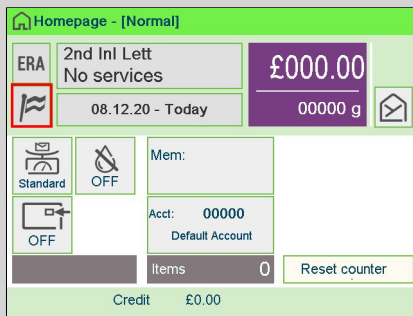 Homepage - [Normal]
ERA
2nd Inl Lett
No services
£000.00
08.12.20 - Today
00000 g
Standard
OFF
Mem:
OFF
Acct: 00000
Default Account
Items 0
Reset counter
Credit £0.00